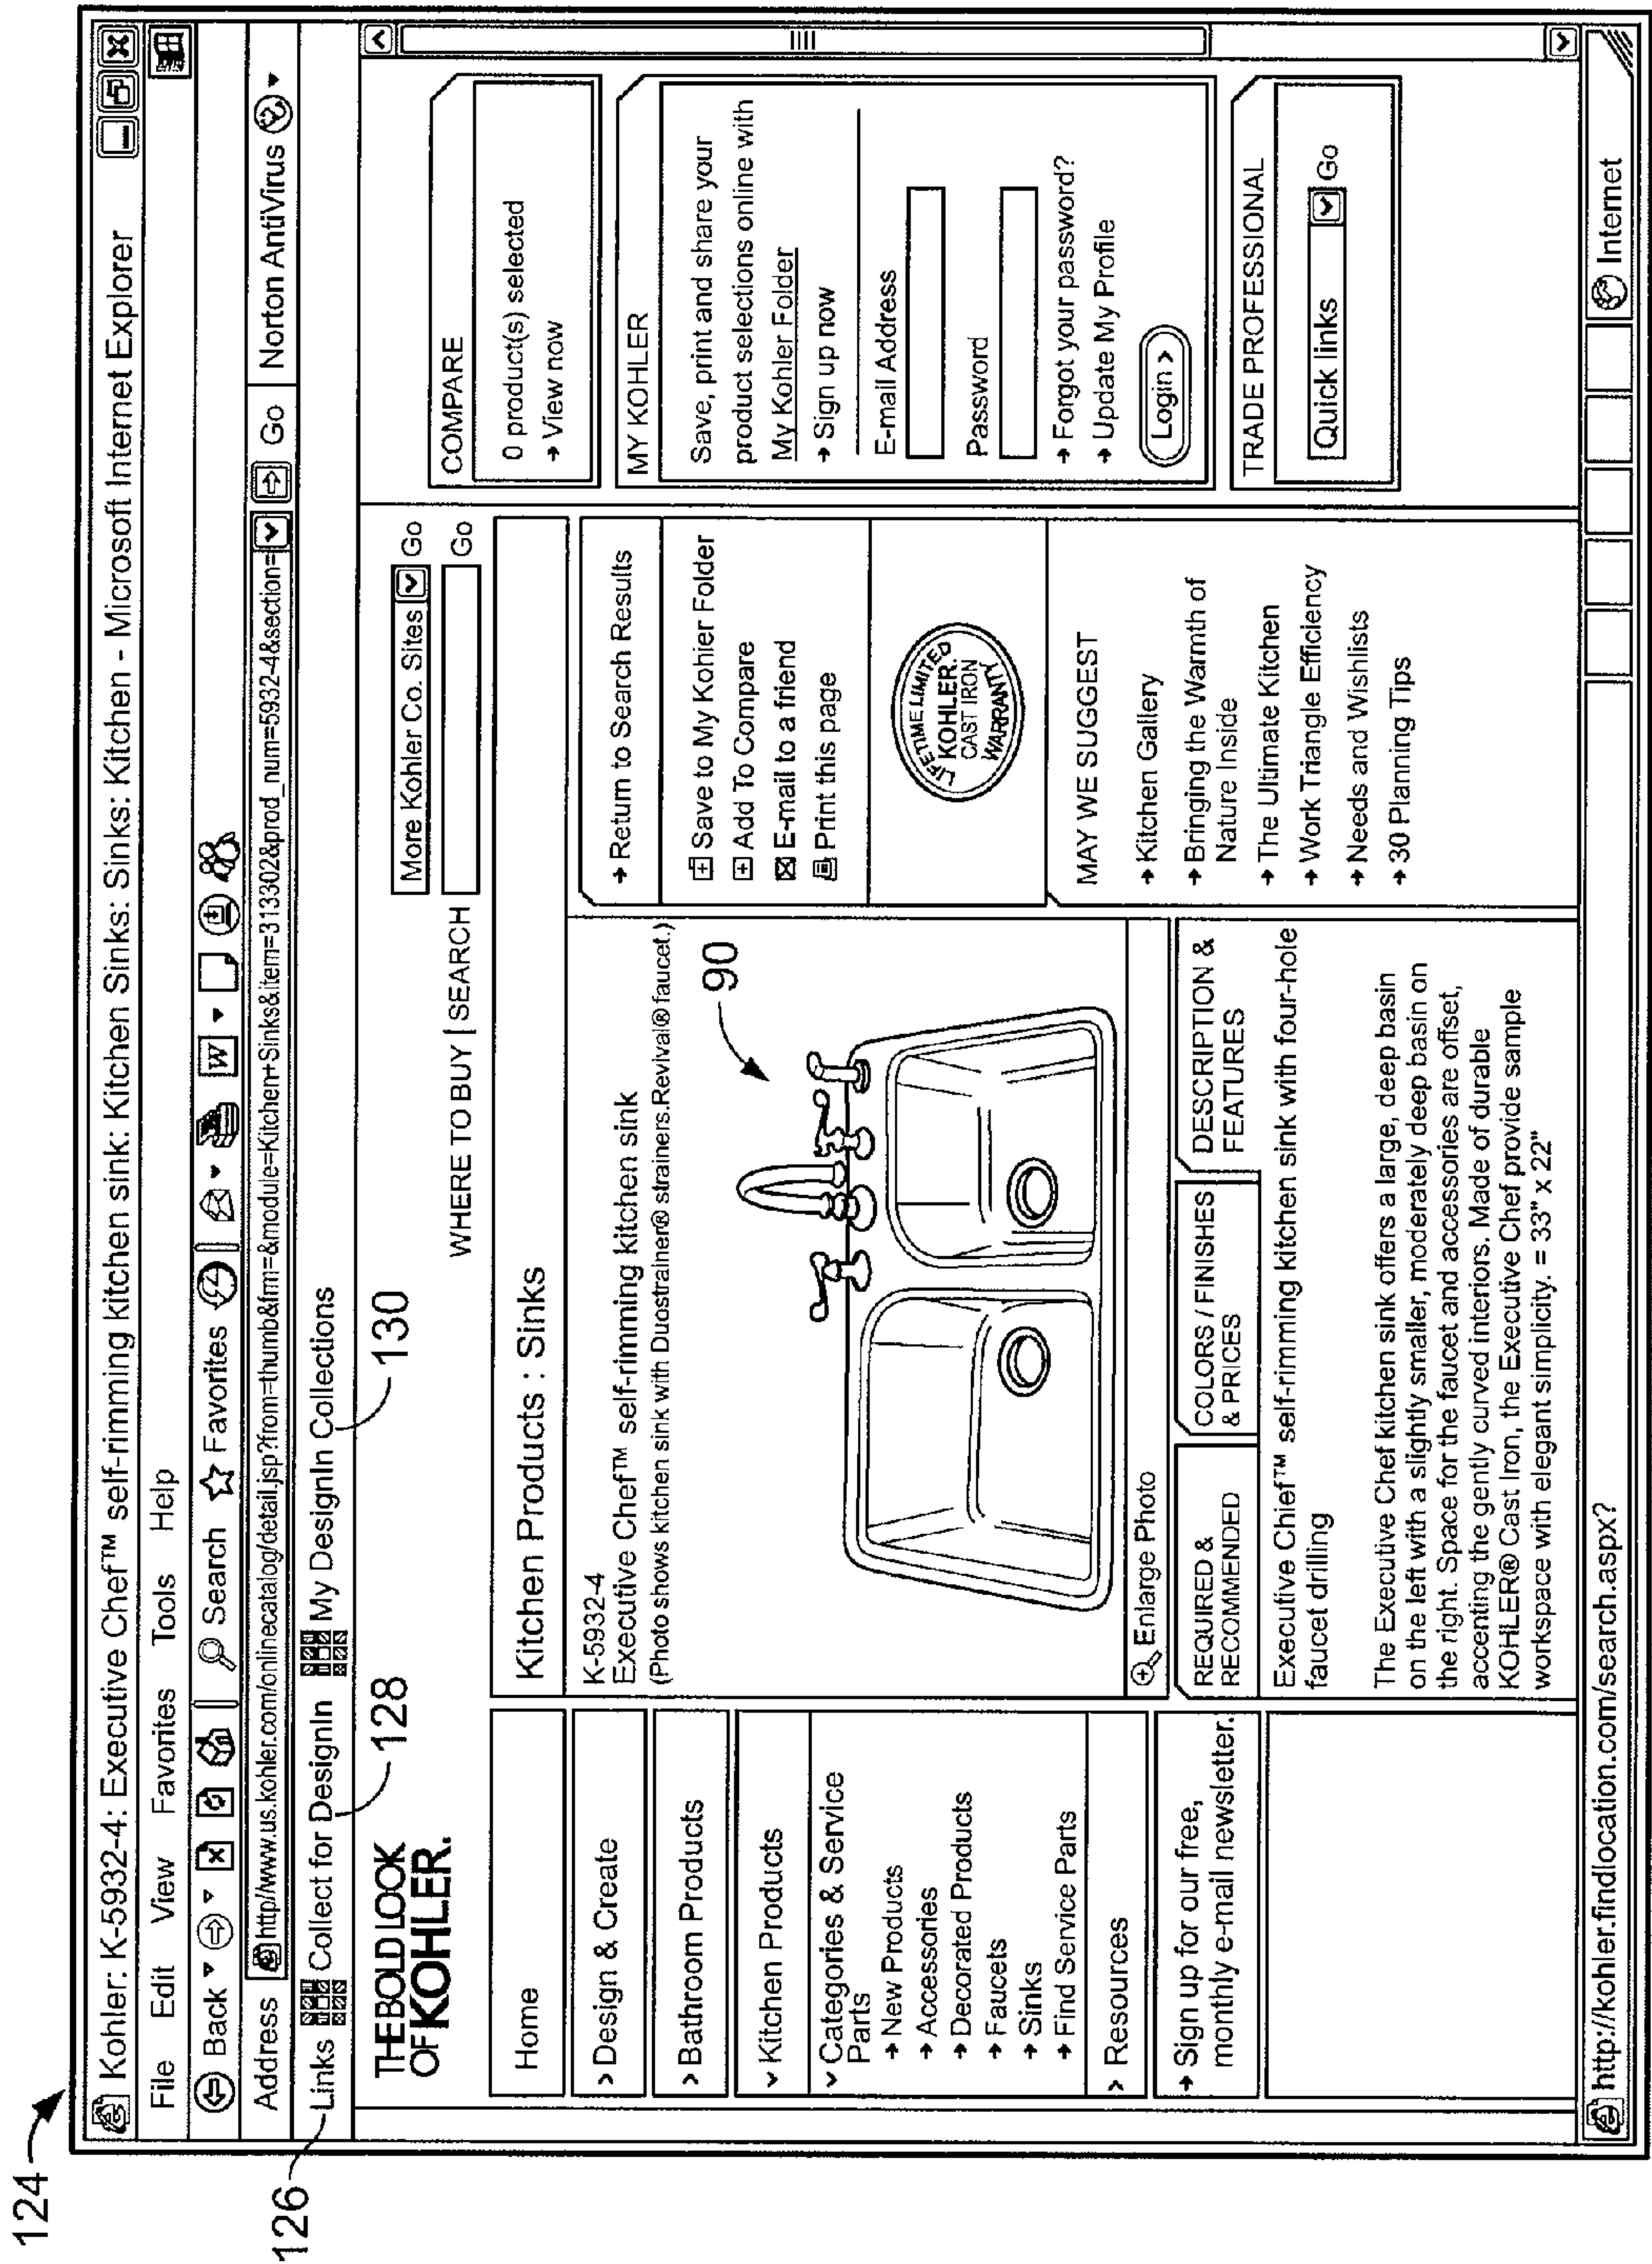 124
Kohler: K-5932-4: Executive Chef™ self-rimming kitchen sink: Kitchen Sinks: Sinks: Kitchen - Microsoft Internet Explorer
File Edit View Favorites Tools Help
Back Search Favorites W
Address http//www.us.kohler.com/onlinecatalog/detail.jsp?from=thumb&frm=&module=Kitchen+Sinks&item=313302&prod_num=5932-4&section= Go Norton AntiVirus
126 Links Collect for DesignIn My DesignIn Collections
128
130
THE BOLD LOOK
OF KOHLER.
More Kohler Co. Sites Go
WHERE TO BUY | SEARCH Go
Home
> Design & Create
> Bathroom Products
Kitchen Products
Categories & Service
Parts
New Products
Accessories
Decorated Products
Faucets
Sinks
Find Service Parts
> Resources
Sign up for our free,
monthly e-mall newsletter.
Kitchen Products : Sinks
K-5932-4
Executive Chef™ self-rimming kitchen sink
(Photo shows kitchen sink with Duostralner® strainers.Revival® faucet.)
90
Enlarge Photo
REQUIRED &
RECOMMENDED
COLORS / FINISHES
& PRICES
DESCRIPTION &
FEATURES
Executive Chief™ self-rimming kitchen sink with four-hole
faucet drilling
The Executive Chef kitchen sink offers a large, deep basin
on the left with a slightly smaller, moderately deep basin on
the right. Space for the faucet and accessories are offset,
accenting the gently curved interiors. Made of durable
KOHLER® Cast Iron, the Executive Chef provide sample
workspace with elegant simplicity. = 33" x 22"
Return to Search Results
Save to My Kohier Folder
Add To Compare
E-mail to a friend
Print this page
LIFETIME LIMITED
KOHLER.
CAST IRON
WARRANTY
MAY WE SUGGEST
Kitchen Gallery
Bringing the Warmth of
Nature Inside
The Ultimate Kitchen
Work Triangle Efficiency
Needs and Wishlists
30 Planning Tips
COMPARE
0 product(s) selected
View now
MY KOHLER
Save, print and share your
product selections online with
My Kohler Folder
Sign up now
E-mail Address
Password
Forgot your password?
Update My Profile
Login >
TRADE PROFESSIONAL
Quick links Go
http://kohler.findlocation.com/search.aspx? Internet